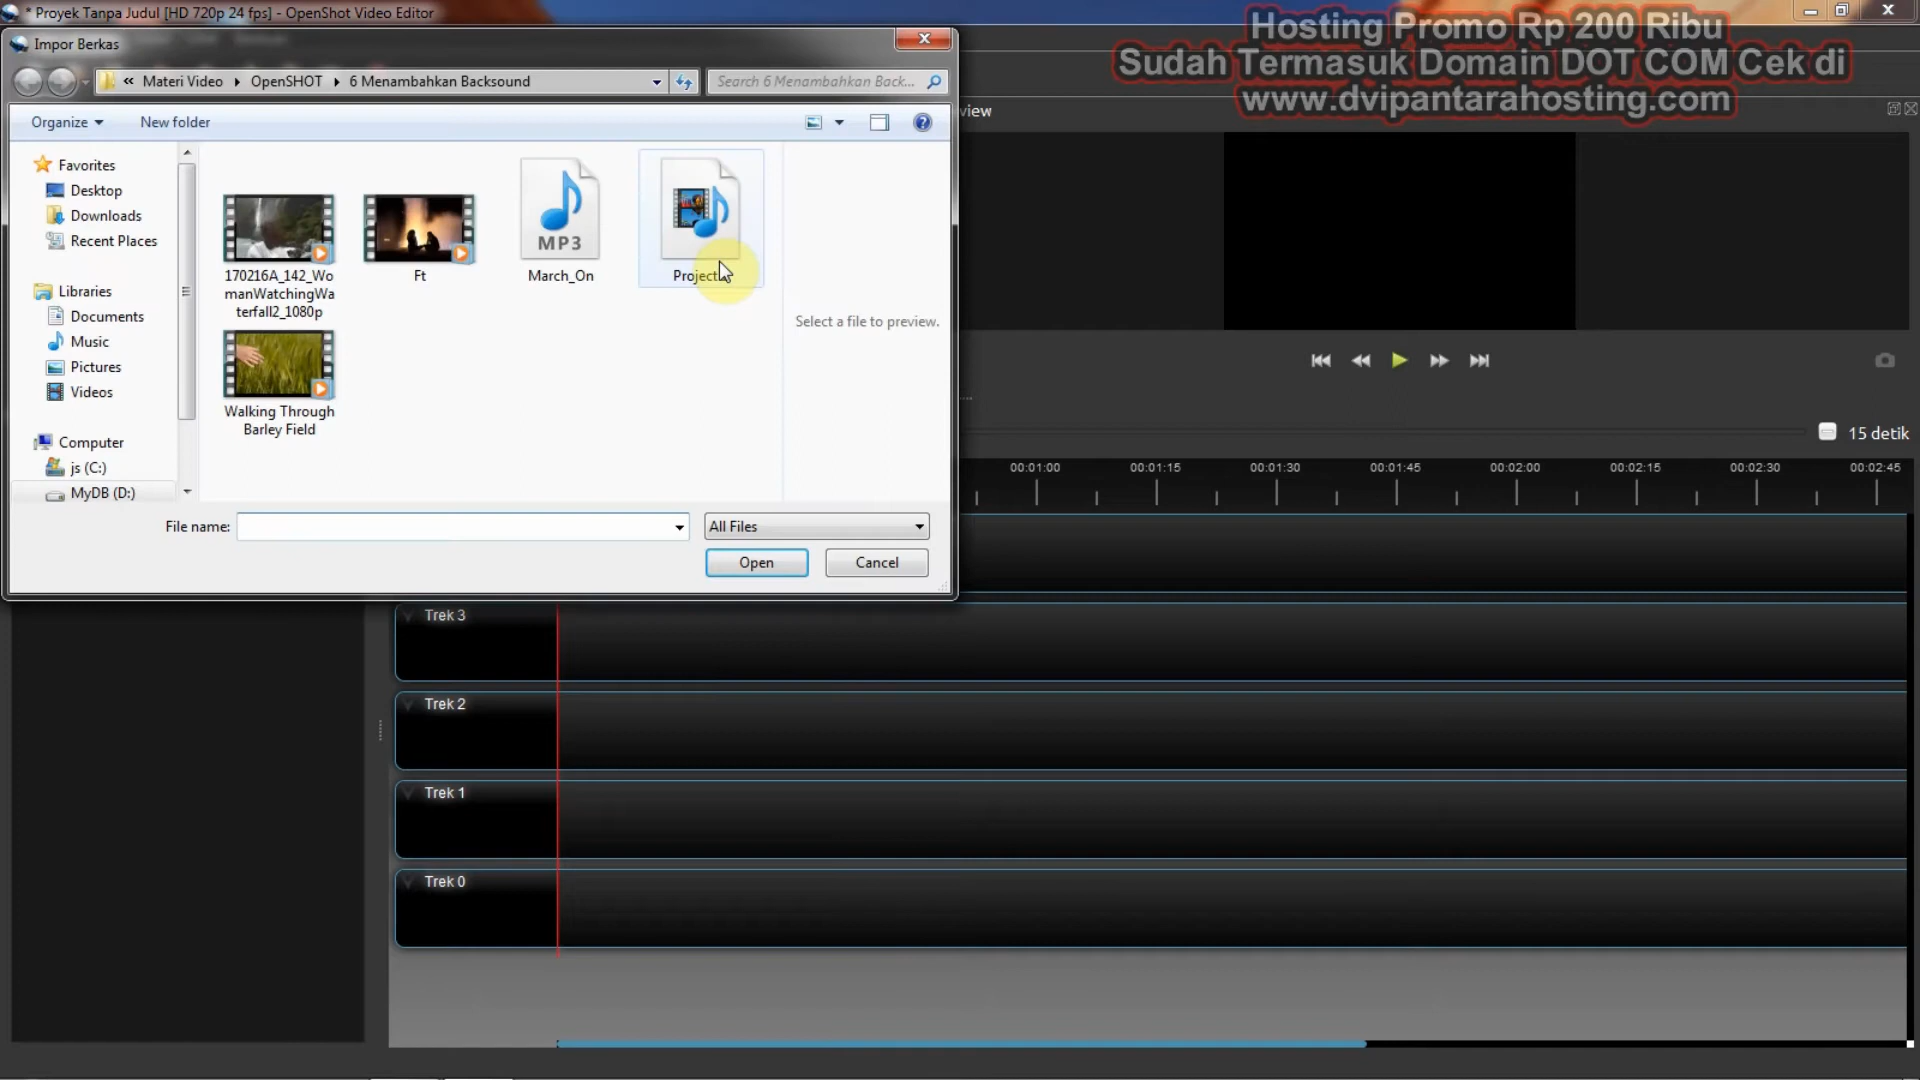 * Proyek Tanpa Judul [HD 720p 24 fps] - OpenShot Video Editor
Hosting Promo Rp 200 Ribu
Sudah Termasuk Domain DOT COM Cek di
www.dvipantarahosting.com
Impor Berkas
« Materi Video OpenSHOT 6 Menambahkan Backsound
Search 6 Menambahkan Back...
Organize
New folder
Favorites
Desktop
Downloads
Recent Places
Libraries
Documents
Music
Pictures
Videos
Computer
js (C:)
MyDB (D:)
170216A_142_Wo
manWatchingWa
terfall2_1080p
Ft
MP3
March_On
Project
Walking Through
Barley Field
Select a file to preview.
File name:
All Files
Open
Cancel
view
15 detik
00:01:00
00:01:15
00:01:30
00:01:45
00:02:00
00:02:15
00:02:30
00:02:45
Trek 3
Trek 2
Trek 1
Trek 0